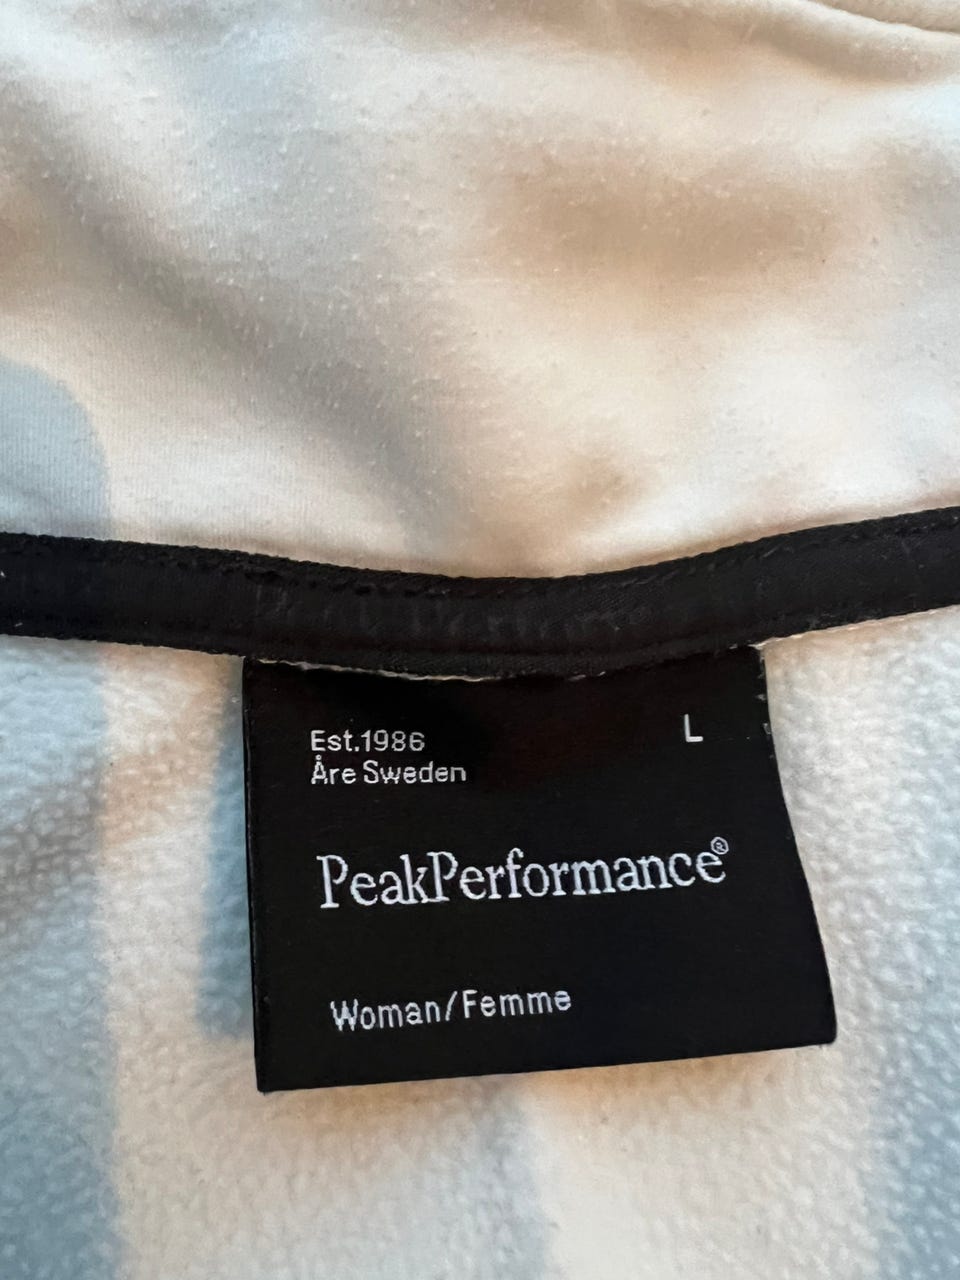 Est.1986
Åre Sweden
L
PeakPerformance®
Woman/Femme